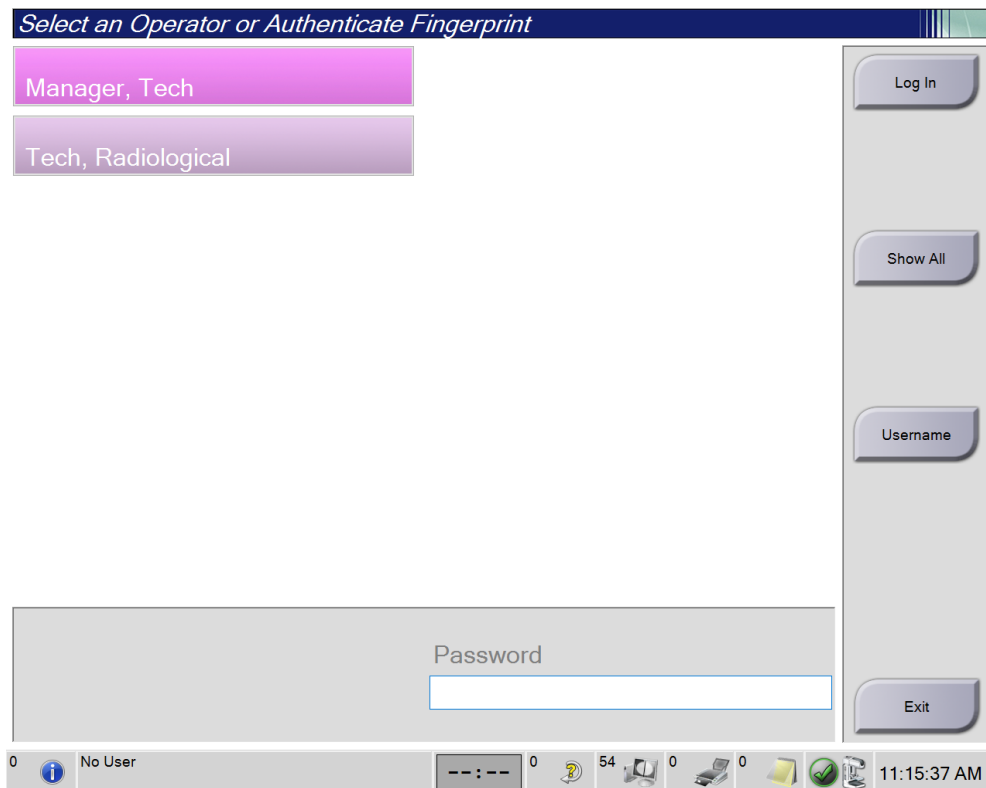 Select an Operator or Authenticate Fingerprint
Manager, Tech
Tech, Radiological
Log In
Show All
Username
Password
Exit
0
No User
--:--
0
54
0
0
11:15:37 AM